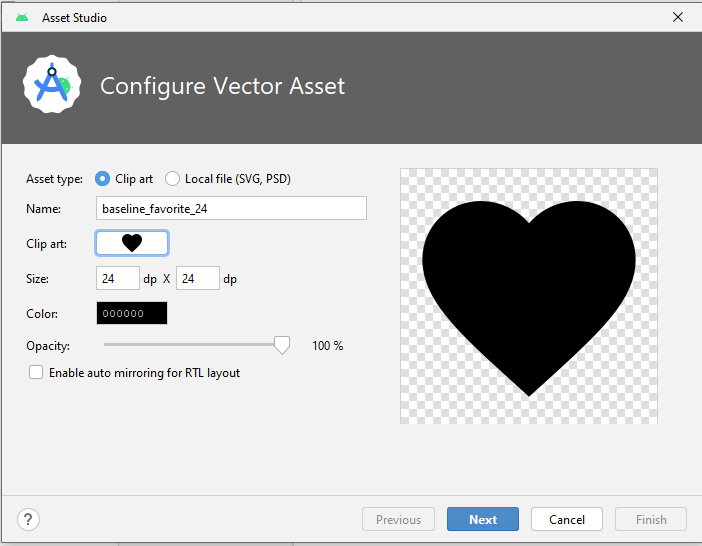 Asset Studio
Configure Vector Asset
Asset type: Clip art Local file (SVG, PSD)
Name: baseline_favorite_24
Clip art:
Size: 24 dp X 24 dp
Color: 000000
Opacity: 100 %
Enable auto mirroring for RTL layout
? Previous Next Cancel Finish